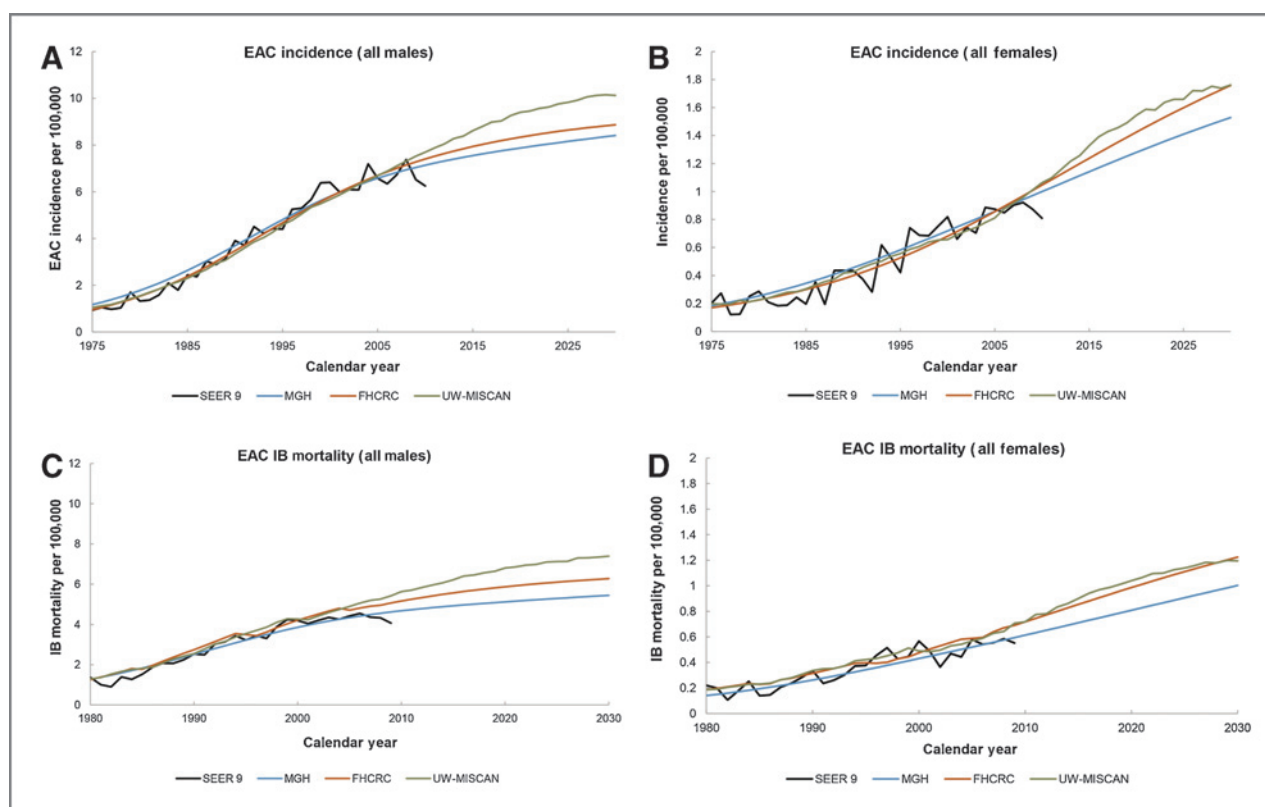 A
EAC incidence (all males)
EAC incidence per 100,000
12
10
8
6
4
2
0
1975 1985 1995 2005 2015 2025
Calendar year
SEER 9 MGH FHCRC UW-MISCAN
B
EAC incidence (all females)
Incidence per 100,000
2
1.8
1.6
1.4
1.2
1
0.8
0.6
0.4
0.2
0
1975 1985 1995 2005 2015 2025
Calendar year
SEER 9 MGH FHCRC UW-MISCAN
C
EAC IB mortality (all males)
IB mortality per 100,000
12
10
8
6
4
2
0
1980 1990 2000 2010 2020 2030
Calendar year
SEER 9 MGH FHCRC UW-MISCAN
D
EAC IB mortality (all females)
IB mortality per 100,000
2
1.8
1.6
1.4
1.2
1
0.8
0.6
0.4
0.2
0
1980 1990 2000 2010 2020 2030
Calendar year
SEER 9 MGH FHCRC UW-MISCAN